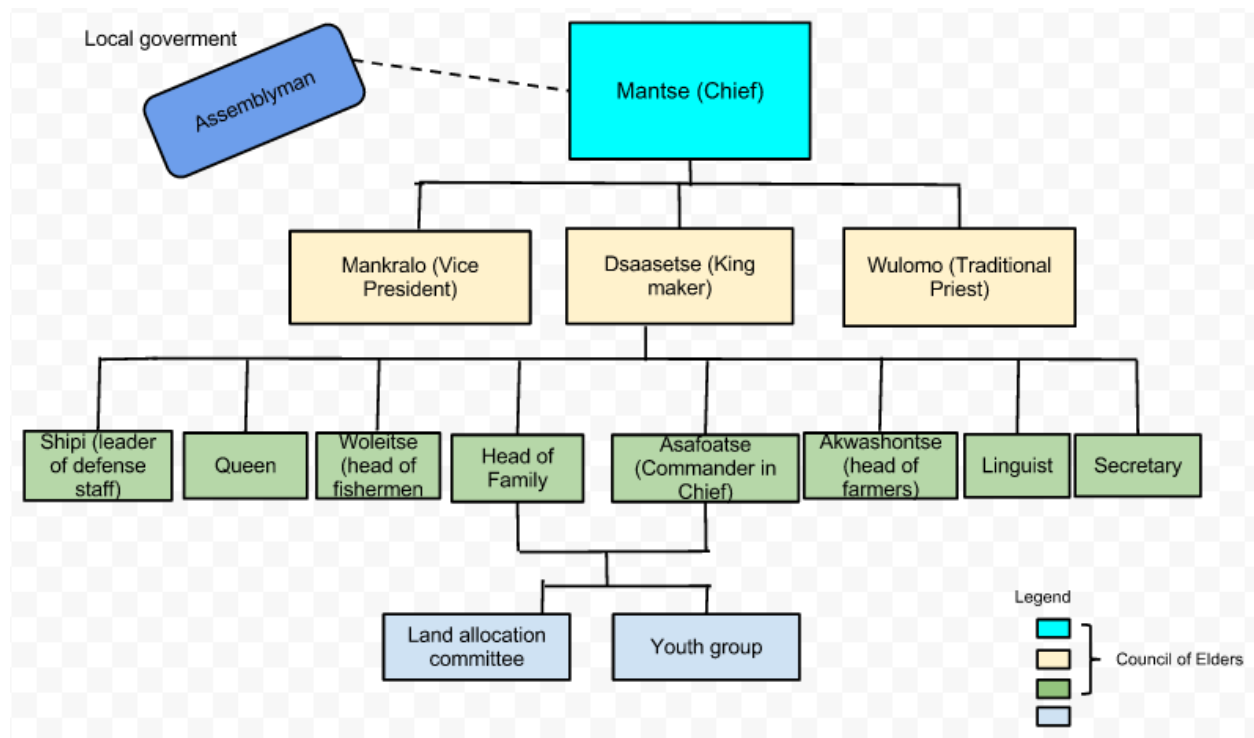 Local goverment
Assemblyman
Mantse (Chief)
Mankralo (Vice
President)
Dsaasetse (King
maker)
Wulomo (Traditional
Priest)
Shipi (leader
of defense
staff)
Queen
Woleitse
(head of
fishermen
Head of
Family
Asafoatse
(Commander in
Chief)
Akwashontse
(head of
farmers)
Linguist
Secretary
Land allocation
committee
Youth group
Legend
Council of Elders